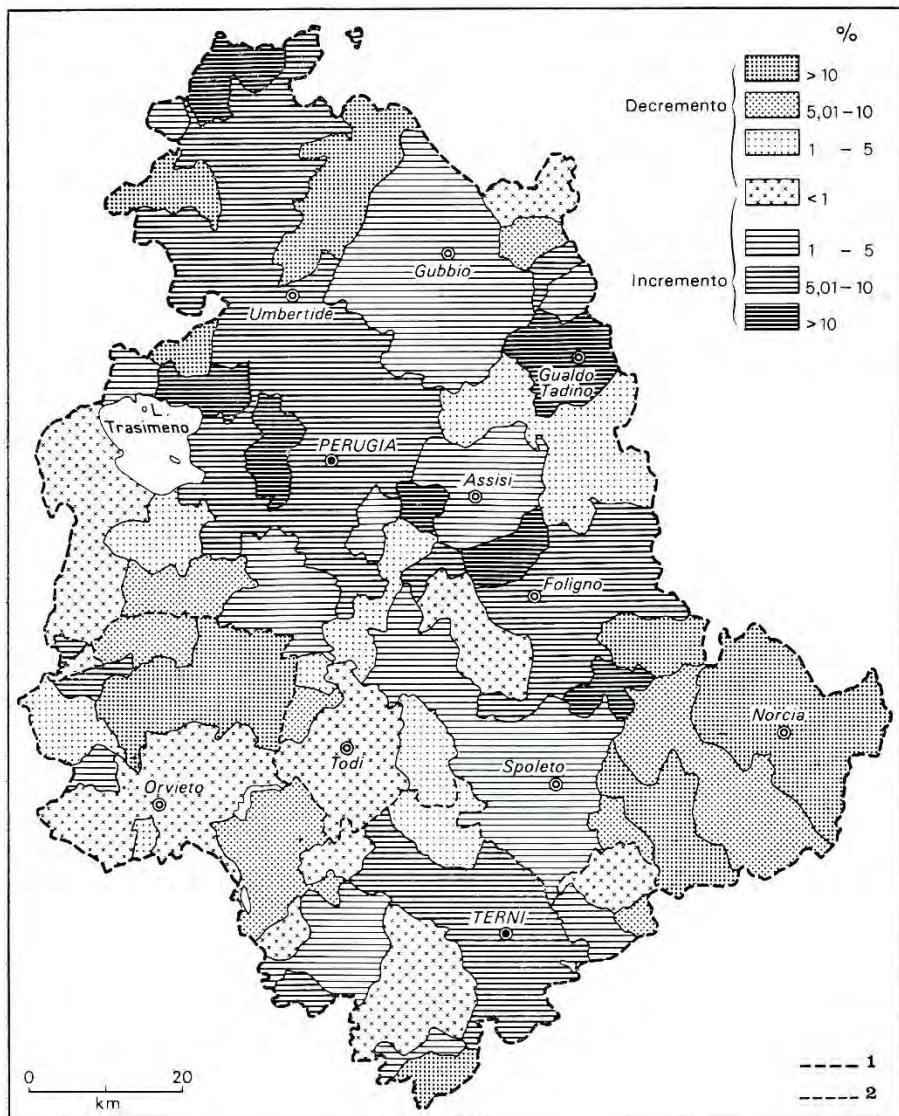 %
Decremento
> 10
5,01 – 10
1 – 5
< 1
Incremento
1 – 5
5,01 – 10
> 10
Gubbio
Umbertide
Gualdo
Tadino
L.
Trasimeno
PERUGIA
Assisi
Foligno
Norcia
Todi
Spoleto
Orvieto
TERNI
0 20
km
1
2